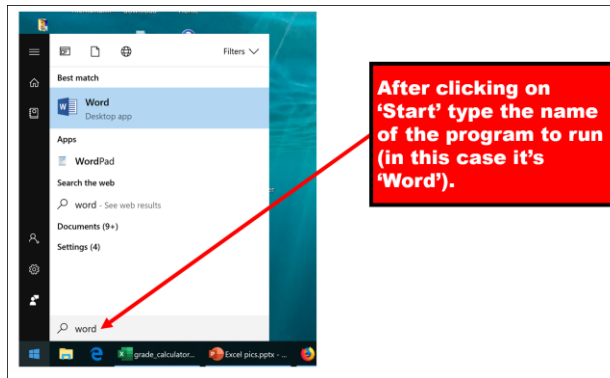 Filters
Best match
Word
Desktop app
Apps
WordPad
Search the web
word - See web results
Documents (9+)
Settings (4)
word
grade_calculator...
Excel pics.pptx - ...
After clicking on
‘Start’ type the name
of the program to run
(in this case it’s
‘Word’).